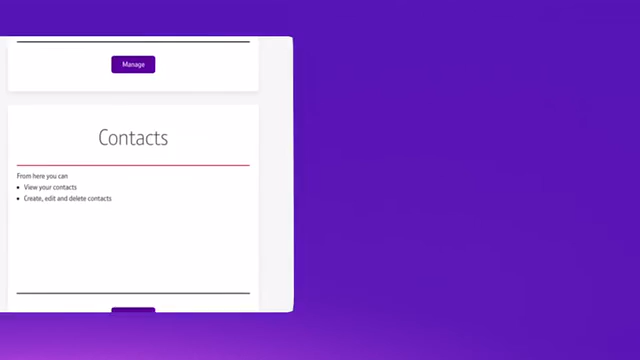 Manage
Contacts
From here you can
• View your contacts
• Create, edit and delete contacts